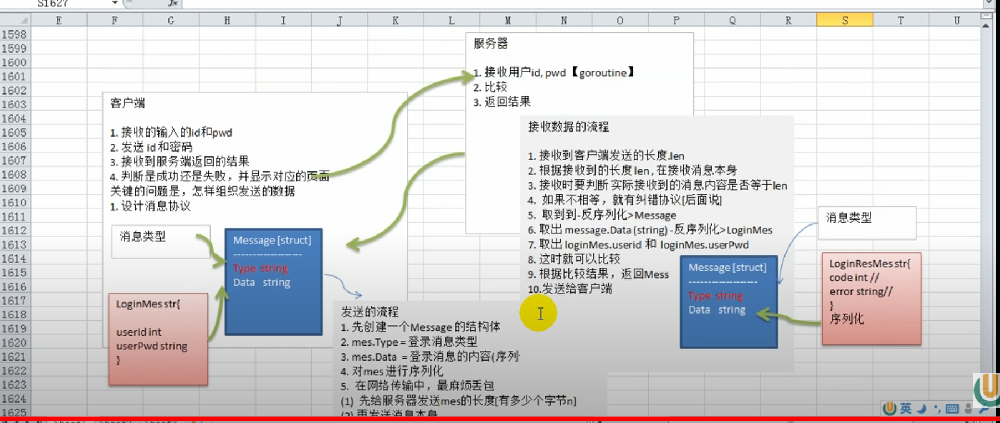 S1627
fx
E F G H I J K L M N O P Q R S T U
1598
1599
1600
1601
1602
1603
1604
1605
1606
1607
1608
1609
1610
1611
1612
1613
1614
1615
1616
1617
1618
1619
1620
1621
1622
1623
1624
1625
客户端
1. 接收的输入的id和pwd
2. 发送 id 和密码
3. 接收到服务端返回的结果
4. 判断是成功还是失败，并显示对应的页面
关键的问题是，怎样组织发送的数据
1. 设计消息协议
消息类型
Message [struct]
--------------------
Type string
Data string
LoginMes str{
userId int
userPwd string
}
服务器
1. 接收用户id, pwd【goroutine】
2. 比较
3. 返回结果
接收数据的流程
1. 接收到客户端发送的长度.len
2. 根据接收到的长度 len , 在接收消息本身
3. 接收时要判断 实际接收到的消息内容是否等于len
4. 如果不相等，就有纠错协议[后面说]
5. 取到到-反序列化>Message
6. 取出 message.Data (string) -反序列化>LoginMes
7. 取出 loginMes.userid 和 loginMes.userPwd
8. 这时就可以比较
9. 根据比较结果，返回Mess
10.发送给客户端
Message [struct]
--------------------
Type string
Data string
消息类型
LoginResMes str{
code int //
error string//
}
序列化
发送的流程
1. 先创建一个Message 的结构体
2. mes.Type = 登录消息类型
3. mes.Data = 登录消息的内容(序列
4. 对mes 进行序列化
5. 在网络传输中，最麻烦丢包
(1) 先给服务器发送mes的长度[有多少个字节n]
(2) 再发送消息本身
英